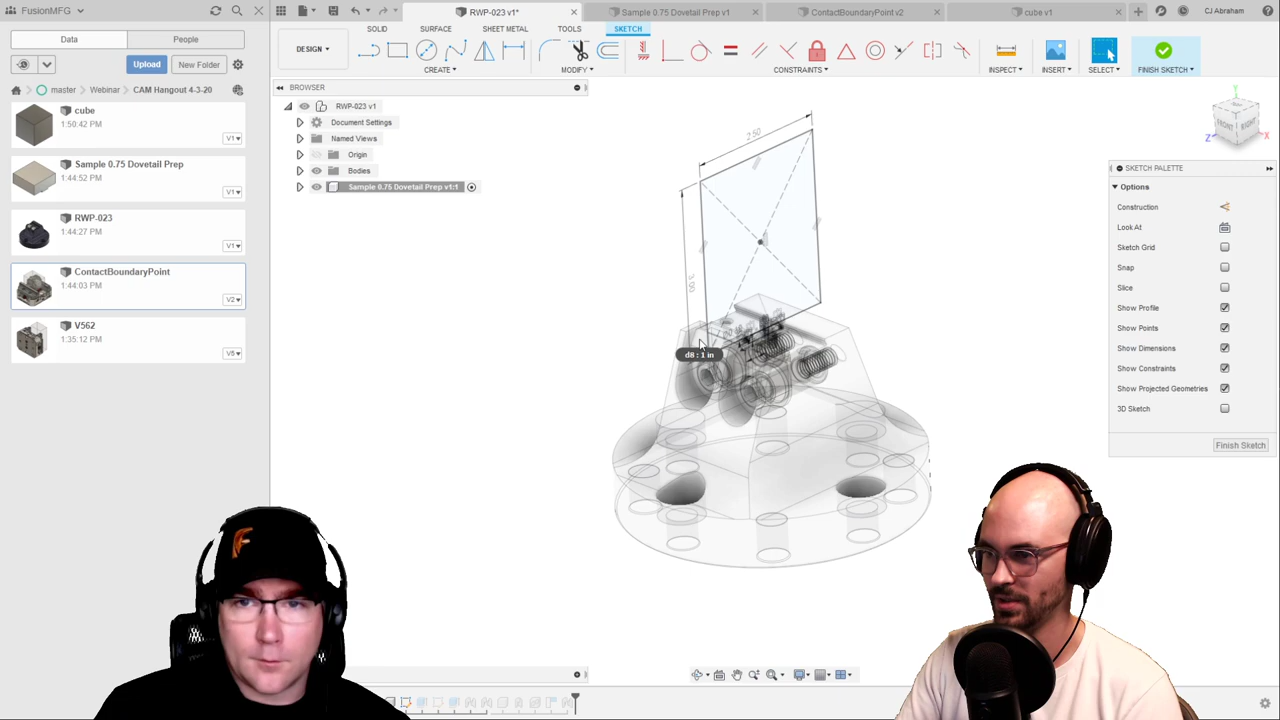 FusionMFG
RWP-023 v1*
Sample 0.75 Dovetail Prep v1
ContactBoundaryPoint v2
cube v1
CJ Abraham
Data
People
SOLID
SURFACE
SHEET METAL
TOOLS
SKETCH
DESIGN
Upload
New Folder
CREATE
MODIFY
CONSTRAINTS
INSPECT
INSERT
SELECT
FINISH SKETCH
master
Webinar
CAM Hangout 4-3-20
BROWSER
cube
1:50:42 PM
V1
Sample 0.75 Dovetail Prep
1:44:52 PM
V1
RWP-023
1:44:27 PM
V1
ContactBoundaryPoint
1:44:03 PM
V2
V562
1:35:12 PM
V5
RWP-023 v1
Document Settings
Named Views
Origin
Bodies
Sample 0.75 Dovetail Prep v1:1
2.50
3.00
d8 : 1 in
Y
FRONT
RIGHT
Z
X
SKETCH PALETTE
Options
Construction
Look At
Sketch Grid
Snap
Slice
Show Profile
Show Points
Show Dimensions
Show Constraints
Show Projected Geometries
3D Sketch
Finish Sketch